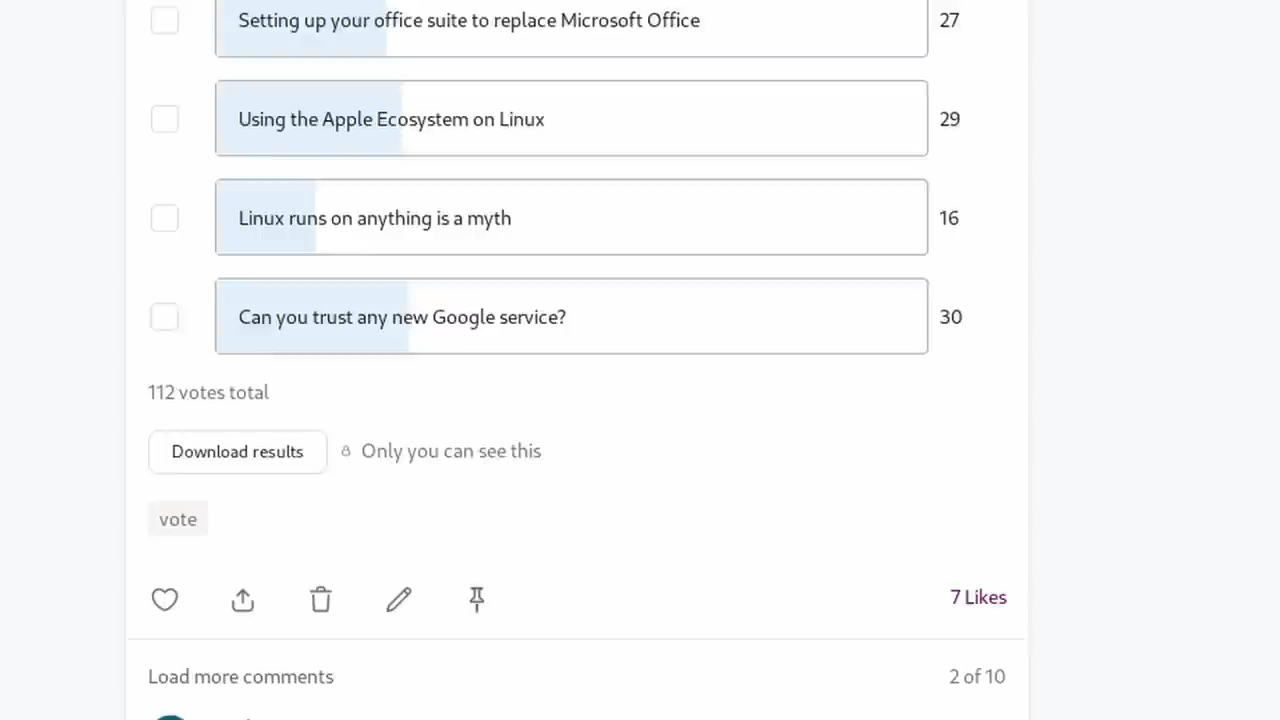 Setting up your office suite to replace Microsoft Office 27
Using the Apple Ecosystem on Linux 29
Linux runs on anything is a myth 16
Can you trust any new Google service? 30
112 votes total
Download results Only you can see this
vote
7 Likes
Load more comments 2 of 10